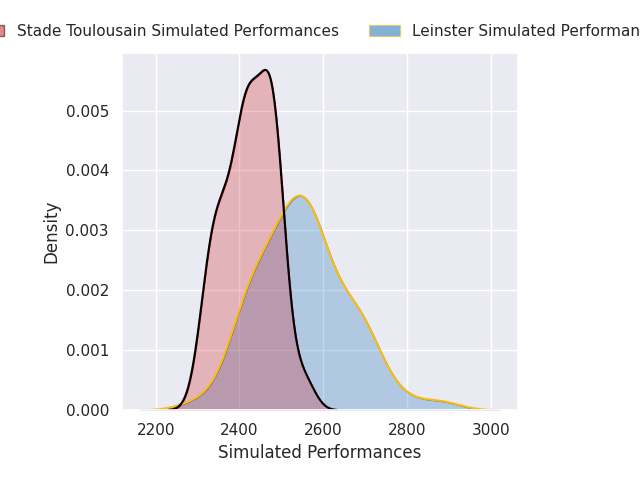 Stade Toulousain Simulated Performances
Leinster Simulated
0.005
0.004
0.003
0.002
0.001
0.000
Density
2200 2400 2600 2800 3000
Simulated Performances